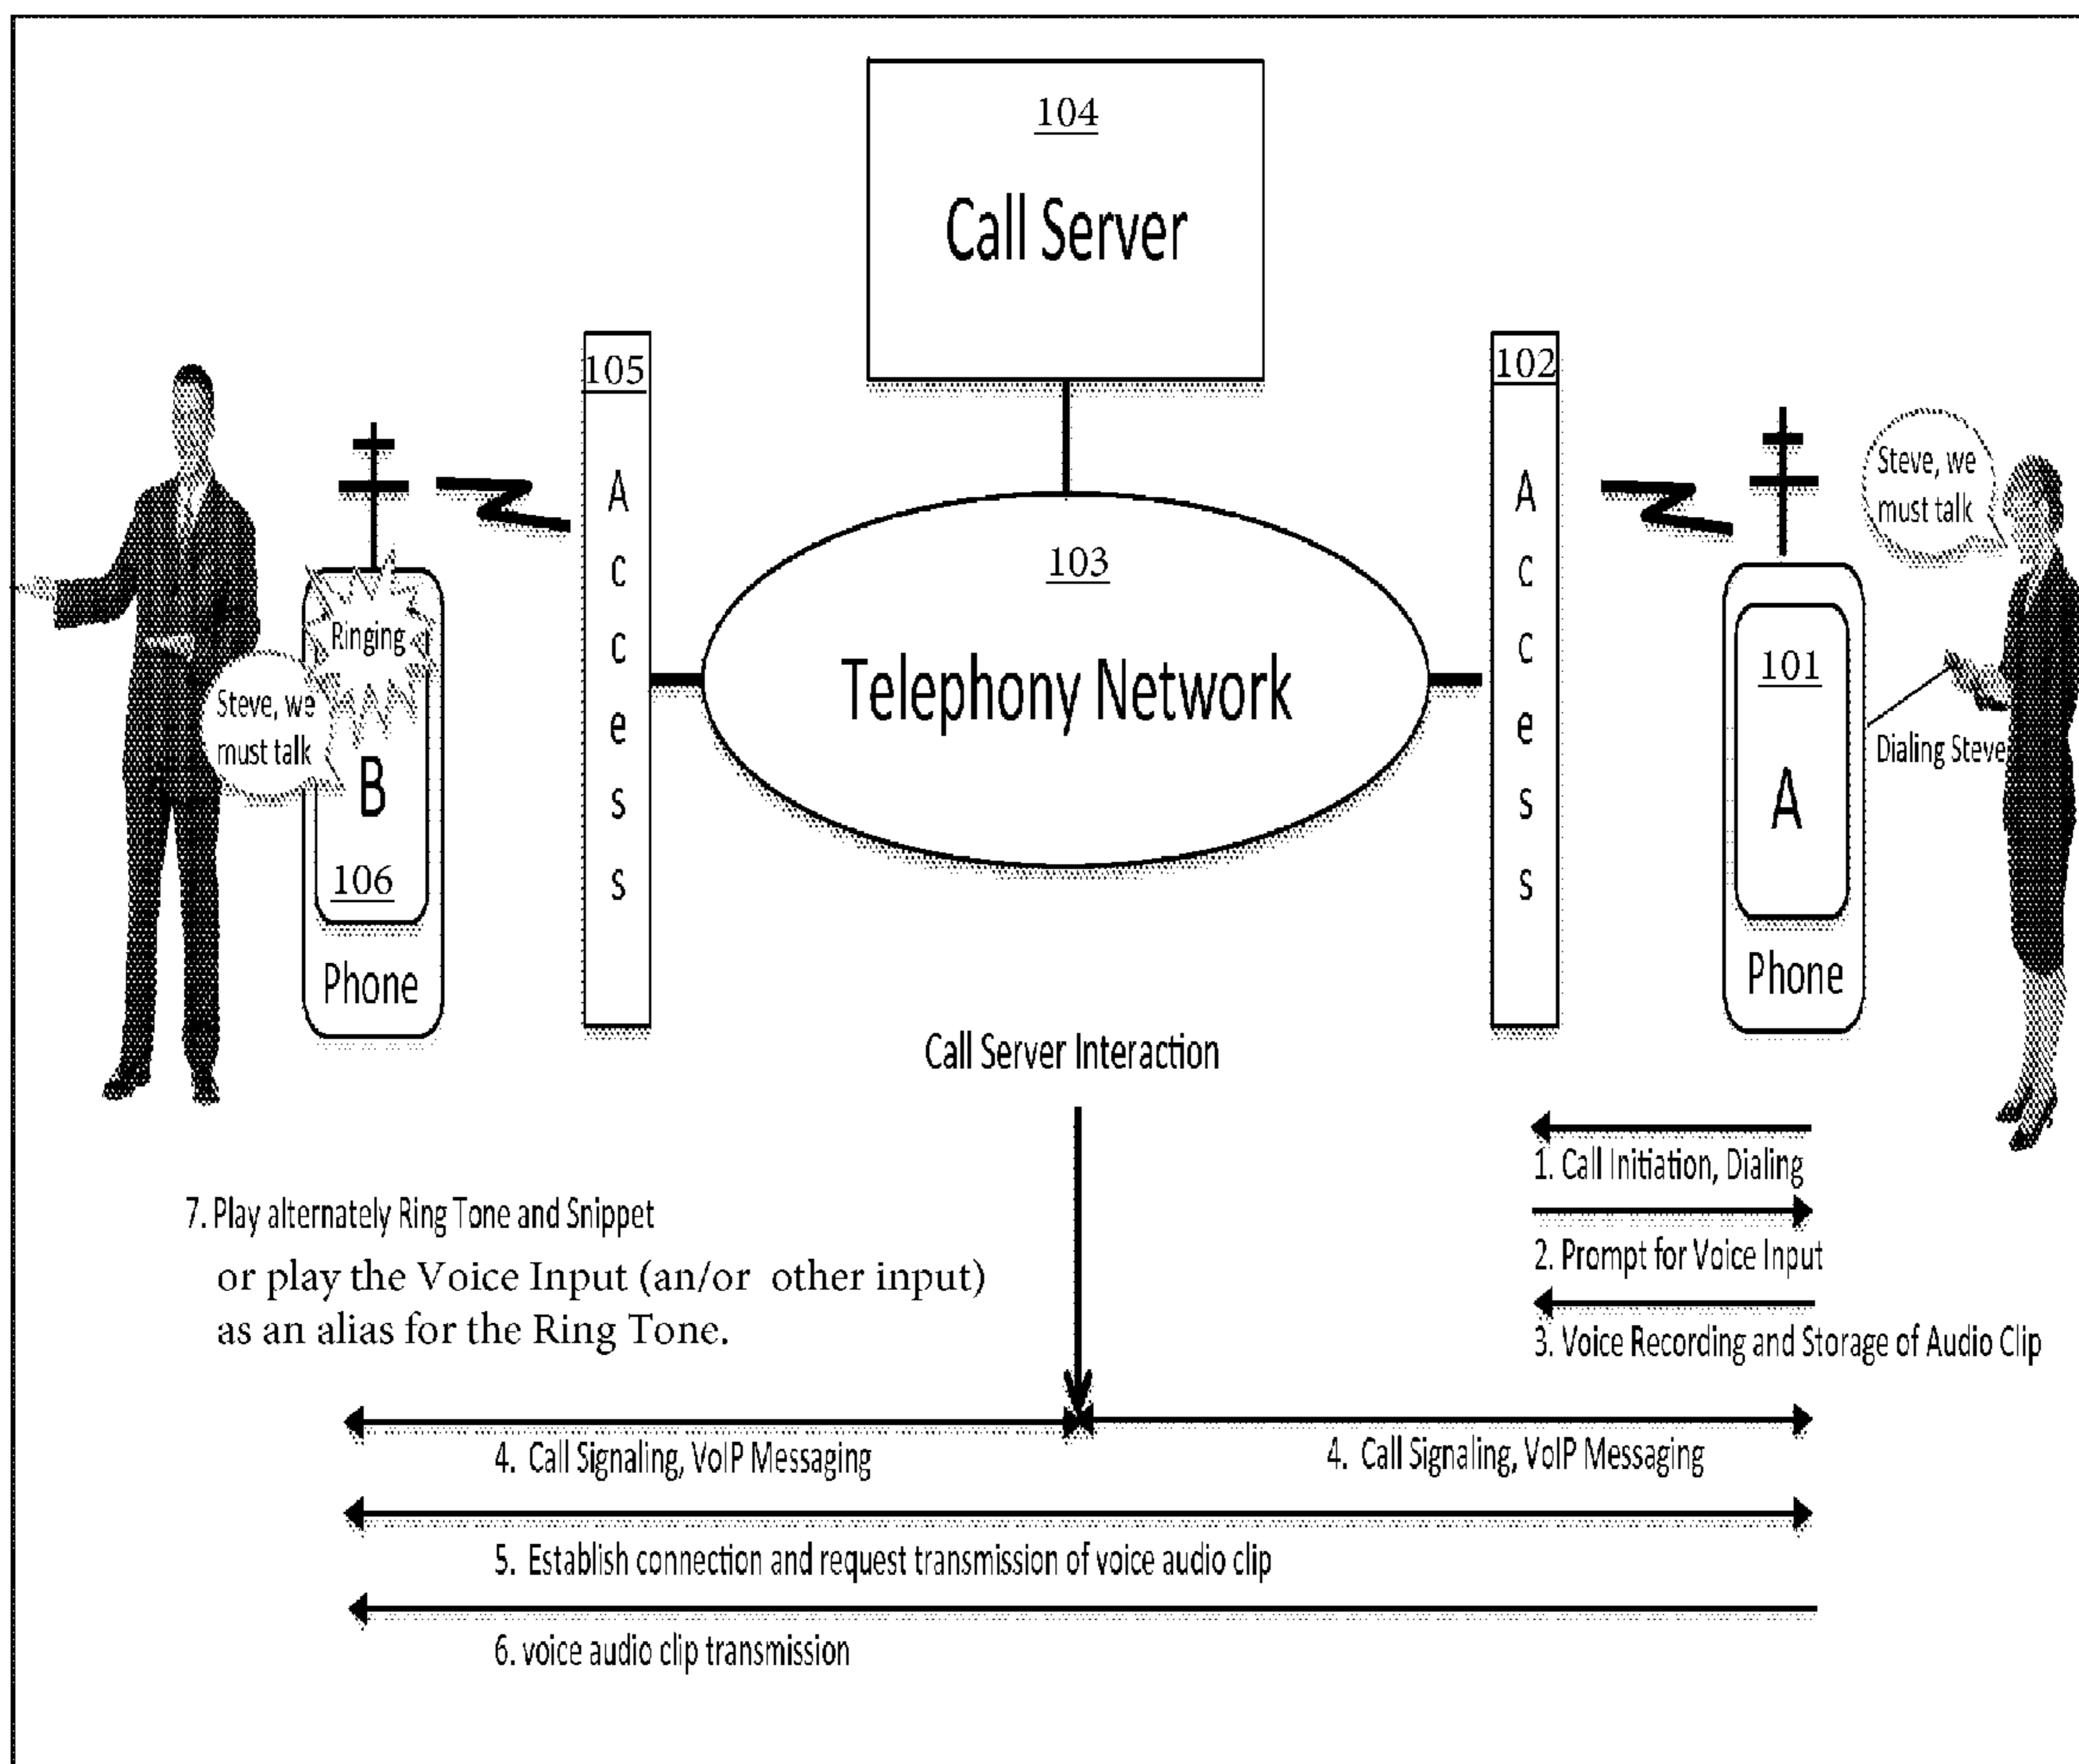 104
Call Server
105
Access
102
Access
103
Telephony Network
Steve, we
must talk
Ringing
Steve, we
must talk
B
106
Phone
101
A
Phone
Dialing Steve
Call Server Interaction
1. Call Initiation, Dialing
2. Prompt for Voice Input
3. Voice Recording and Storage of Audio Clip
7. Play alternately Ring Tone and Snippet
or play the Voice Input (an/or other input)
as an alias for the Ring Tone.
4. Call Signaling, VoIP Messaging
4. Call Signaling, VoIP Messaging
5. Establish connection and request transmission of voice audio clip
6. voice audio clip transmission